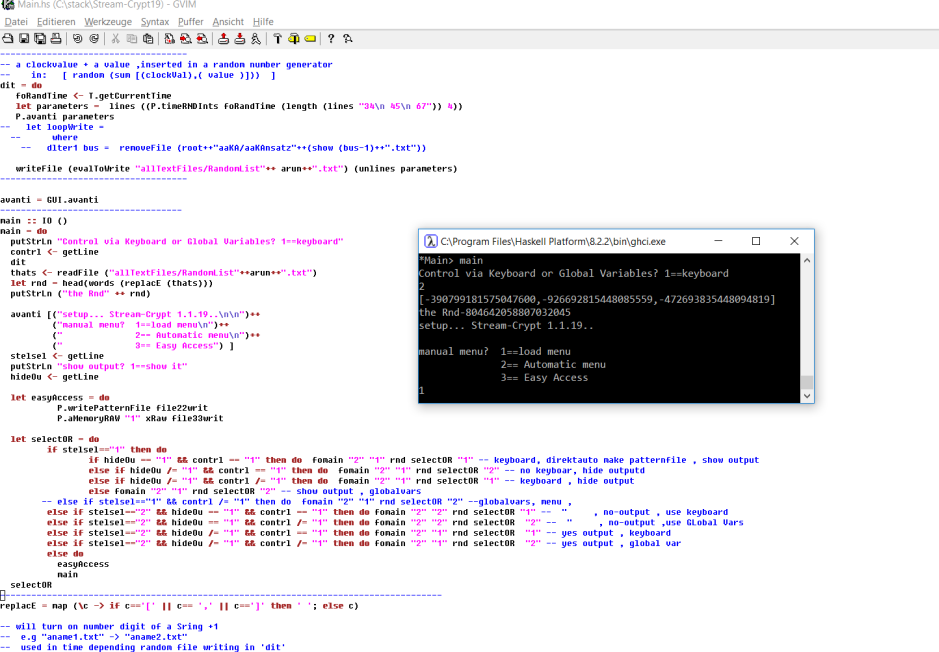 Main.hs (C:\stack\Stream-Crypt19) - GVIM
Datei Editieren Werkzeuge Syntax Puffer Ansicht Hilfe
-----------------------------------
-- a clockvalue + a value ,inserted in a random number generator
-- in: [ random (sum [(clockVal),( value )])) ]
dit = do
foRandTime <- T.getCurrentTime
let parameters = lines ((P.timeRNDInts foRandTime (length (lines "34\n 45\n 67")) 4))
P.avanti parameters
-- let loopWrite =
-- where
-- dlter1 bus = removeFile (root++"aaKA/aaKAnsatz"++(show (bus-1)++".txt"))
writeFile (evalToWrite "allTextFiles/RandomList"++ arun++".txt") (unlines parameters)
-----------------------------------
avanti = GUI.avanti
----------------------------------
main :: IO ()
main = do
putStrLn "Control via Keyboard or Global Variables? 1==keyboard"
contrl <- getLine
dit
thats <- readFile ("allTextFiles/RandomList"++arun++".txt")
let rnd = head(words (replacE (thats)))
putStrLn ("the Rnd" ++ rnd)
avanti [("setup... Stream-Crypt 1.1.19..\n\n")++
("manual menu? 1==load menu\n")++
(" 2== Automatic menu\n")++
(" 3== Easy Access") ]
stelsel <- getLine
putStrLn "show output? 1==show it"
hideOu <- getLine
let easyAccess = do
P.writePatternFile file22writ
P.aMemoryRAW "1" xRaw file33writ
let selectOR = do
if stelsel=="1" then do
if hideOu == "1" && contrl == "1" then do fomain "2" "1" rnd selectOR "1" -- keyboard, direktauto make patternfile , show output
else if hideOu /= "1" && contrl == "1" then do fomain "2" "1" rnd selectOR "2" -- no keyboar, hide outputd
else if hideOu /= "1" && contrl == "1" then do fomain "2" "1" rnd selectOR "1" -- keyboard , hide output
else fomain "2" "1" rnd selectOR "2" -- show output , globalvars
-- else if stelsel=="1" && contrl /= "1" then do fomain "2" "1" rnd selectOR "2" --globalvars, menu ,
else if stelsel=="2" && hideOu == "1" && contrl == "1" then do fomain "2" "2" rnd selectOR "1" -- " , no-output , use keyboard
else if stelsel=="2" && hideOu == "1" && contrl /= "1" then do fomain "2" "2" rnd selectOR "2" -- " , no-output ,use GLobal Vars
else if stelsel=="2" && hideOu /= "1" && contrl == "1" then do fomain "2" "1" rnd selectOR "1" -- yes output , keyboard
else if stelsel=="2" && hideOu /= "1" && contrl /= "1" then do fomain "2" "1" rnd selectOR "2" -- yes output , global var
else do
easyAccess
main
selectOR
----------------------------------------------------------------------------------
replacE = map (\c -> if c=='[' || c== ',' || c==']' then ' '; else c)
-- will turn on number digit of a Sring +1
-- e.g "aname1.txt" -> "aname2.txt"
-- used in time depending random file writing in 'dit'
C:\Program Files\Haskell Platform\8.2.2\bin\ghci.exe
*Main> main
Control via Keyboard or Global Variables? 1==keyboard
2
[-390799181575047600,-926692815448085559,-472693835448094819]
the Rnd-804642058807032045
setup... Stream-Crypt 1.1.19..
manual menu? 1==load menu
2== Automatic menu
3== Easy Access
1